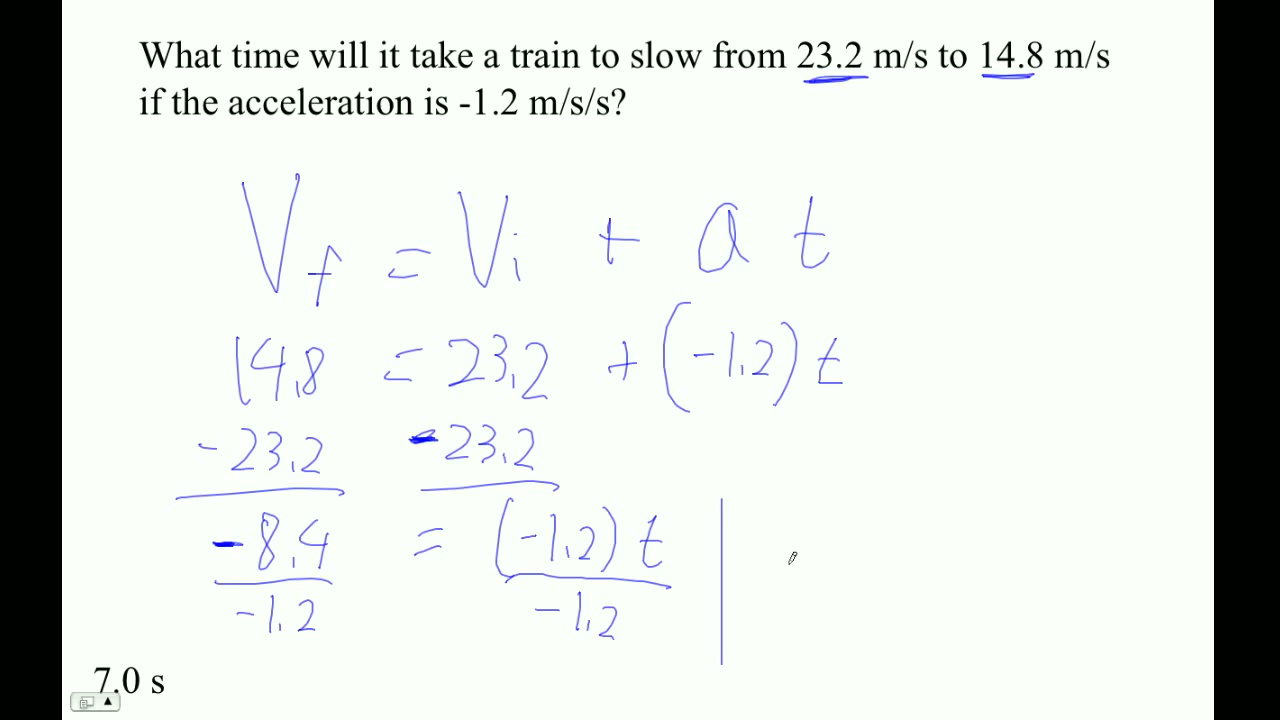 What time will it take a train to slow from 23.2 m/s to 14.8 m/s
if the acceleration is -1.2 m/s/s?
Vf = Vi + a t
14.8 = 23.2 + (-1.2) t
-23.2 -23.2
-8.4 = (-1.2) t
-1.2 -1.2
7.0 s